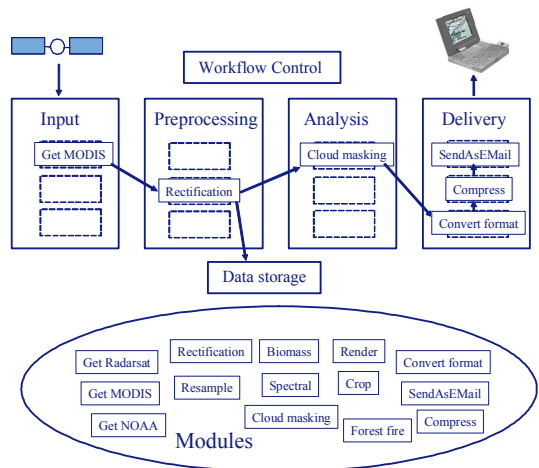 Workflow Control
Input
Preprocessing
Analysis
Delivery
Get MODIS
Cloud masking
SendAsEMail
Rectification
Compress
Convert format
Data storage
Rectification
Biomass
Render
Get Radarsat
Convert format
Get MODIS
Resample
Spectral
Crop
SendAsEMail
Get NOAA
Cloud masking
Forest fire
Compress
Modules